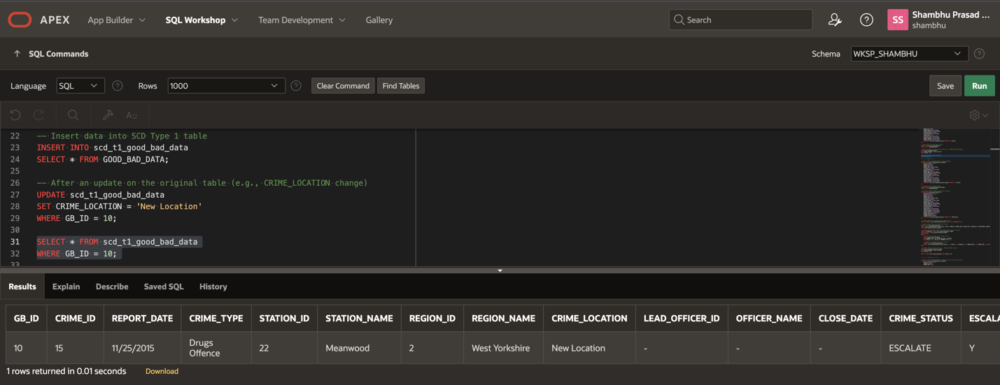 APEX App Builder SQL Workshop Team Development Gallery Search SS Shambhu Prasad ...
shambhu
SQL Commands Schema WKSP_SHAMBHU
Language SQL Rows 1000 Clear Command Find Tables Save Run
22 -- Insert data into SCD Type 1 table
23 INSERT INTO scd_t1_good_bad_data
24 SELECT * FROM GOOD_BAD_DATA;
25
26 -- After an update on the original table (e.g., CRIME_LOCATION change)
27 UPDATE scd_t1_good_bad_data
28 SET CRIME_LOCATION = 'New Location'
29 WHERE GB_ID = 10;
30
31 SELECT * FROM scd_t1_good_bad_data
32 WHERE GB_ID = 10;
33
Results Explain Describe Saved SQL History
GB_ID CRIME_ID REPORT_DATE CRIME_TYPE STATION_ID STATION_NAME REGION_ID REGION_NAME CRIME_LOCATION LEAD_OFFICER_ID OFFICER_NAME CLOSE_DATE CRIME_STATUS ESCALA
10 15 11/25/2015 Drugs Offence 22 Meanwood 2 West Yorkshire New Location - - - ESCALATE Y
1 rows returned in 0.01 seconds Download